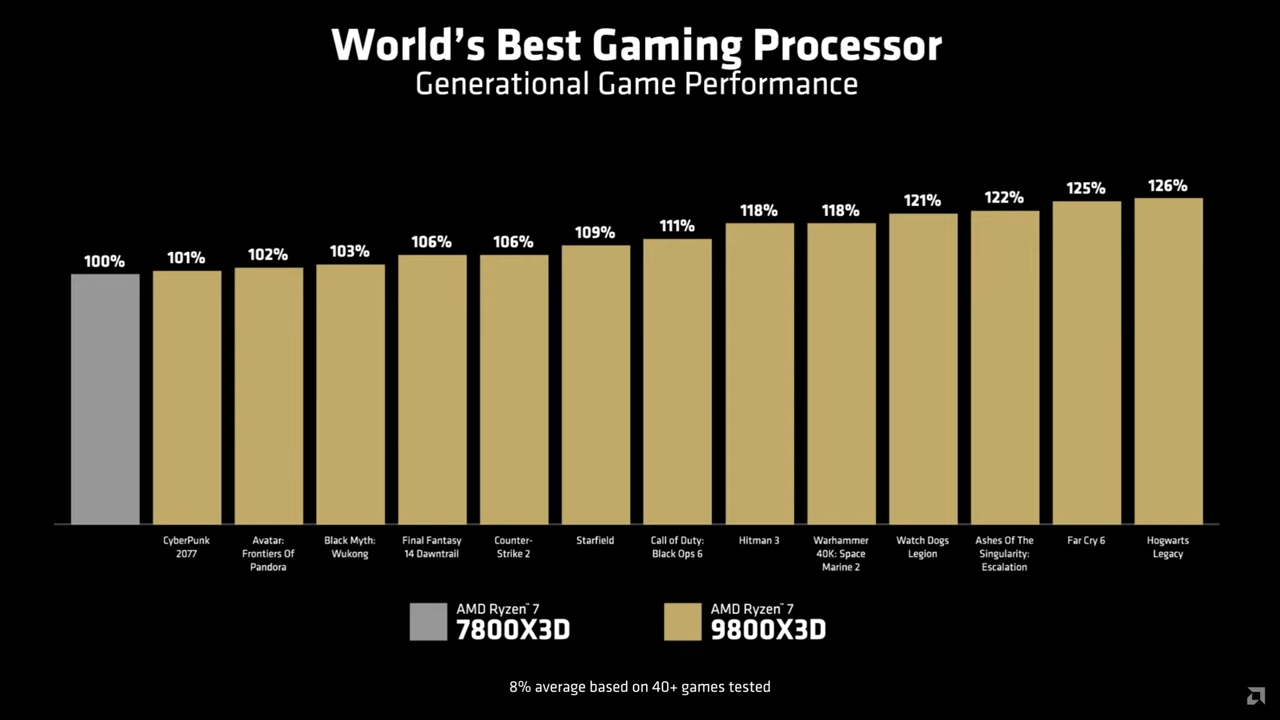 World's Best Gaming Processor
Generational Game Performance
100%
101%
102%
103%
106%
106%
109%
111%
118%
118%
121%
122%
125%
126%
CyberPunk
2077
Avatar:
Frontiers Of
Pandora
Black Myth:
Wukong
Final Fantasy
14 Dawntrail
Counter-
Strike 2
Starfield
Call of Duty:
Black Ops 6
Hitman 3
Warhammer
40K: Space
Marine 2
Watch Dogs
Legion
Ashes Of The
Singularity:
Escalation
Far Cry 6
Hogwarts
Legacy
AMD Ryzen™ 7
7800X3D
AMD Ryzen™ 7
9800X3D
8% average based on 40+ games tested